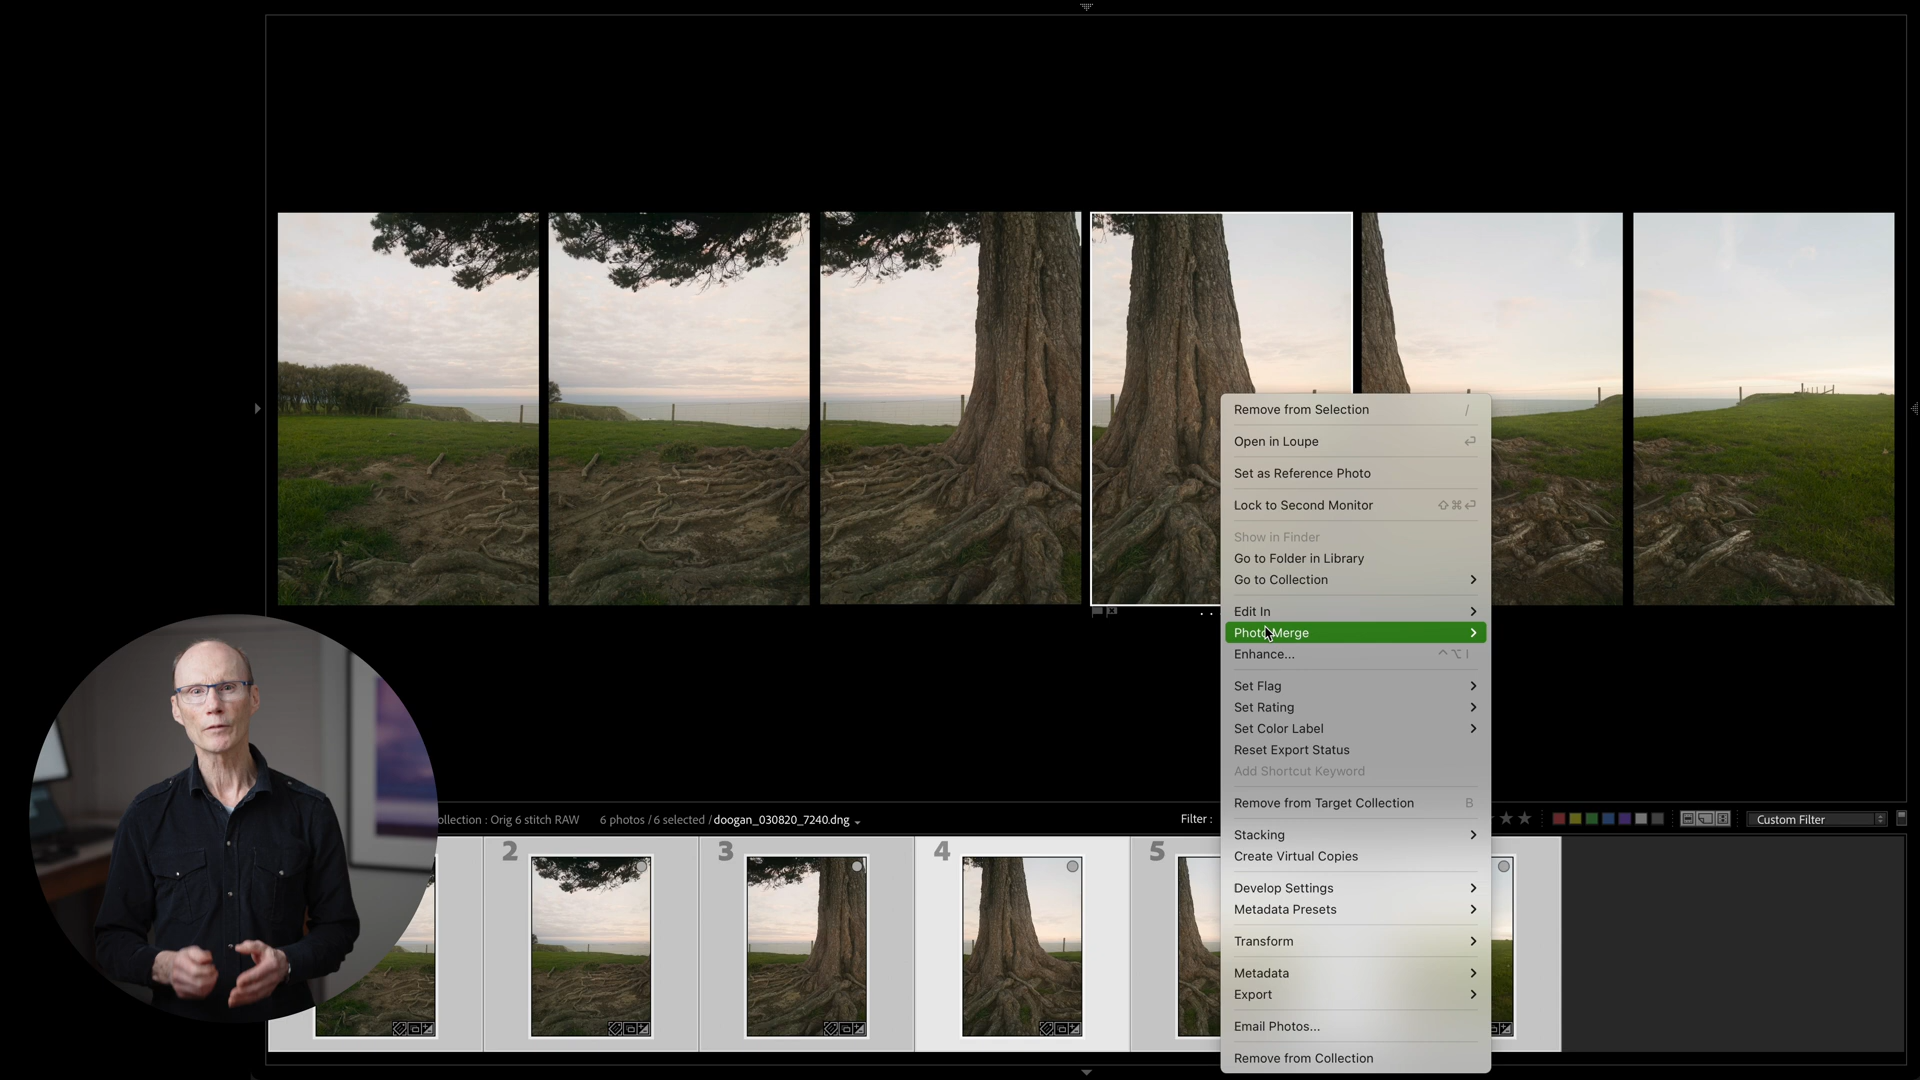 Remove from Selection /
Open in Loupe
Set as Reference Photo
Lock to Second Monitor ⇧⌘
Show in Finder
Go to Folder in Library
Go to Collection
Edit In
Photo Merge
Enhance... ^⌥I
Set Flag
Set Rating
Set Color Label
Reset Export Status
Add Shortcut Keyword
Remove from Target Collection B
Stacking
Create Virtual Copies
Develop Settings
Metadata Presets
Transform
Metadata
Export
Email Photos...
Remove from Collection
ollection : Orig 6 stitch RAW 6 photos / 6 selected / doogan_030820_7240.dng Filter : Custom Filter
2 3 4 5